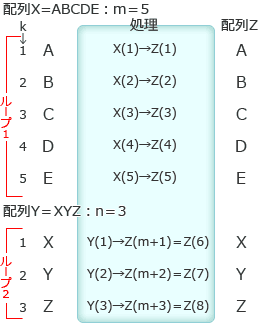 配列X=ABCDE：m=5
k 処理 配列Z
↓
1 A X(1)→Z(1) A
2 B X(2)→Z(2) B
3 C X(3)→Z(3) C
4 D X(4)→Z(4) D
5 E X(5)→Z(5) E
ループ1
配列Y=XYZ：n=3
1 X Y(1)→Z(m+1)=Z(6) X
2 Y Y(2)→Z(m+2)=Z(7) Y
3 Z Y(3)→Z(m+3)=Z(8) Z
ループ2